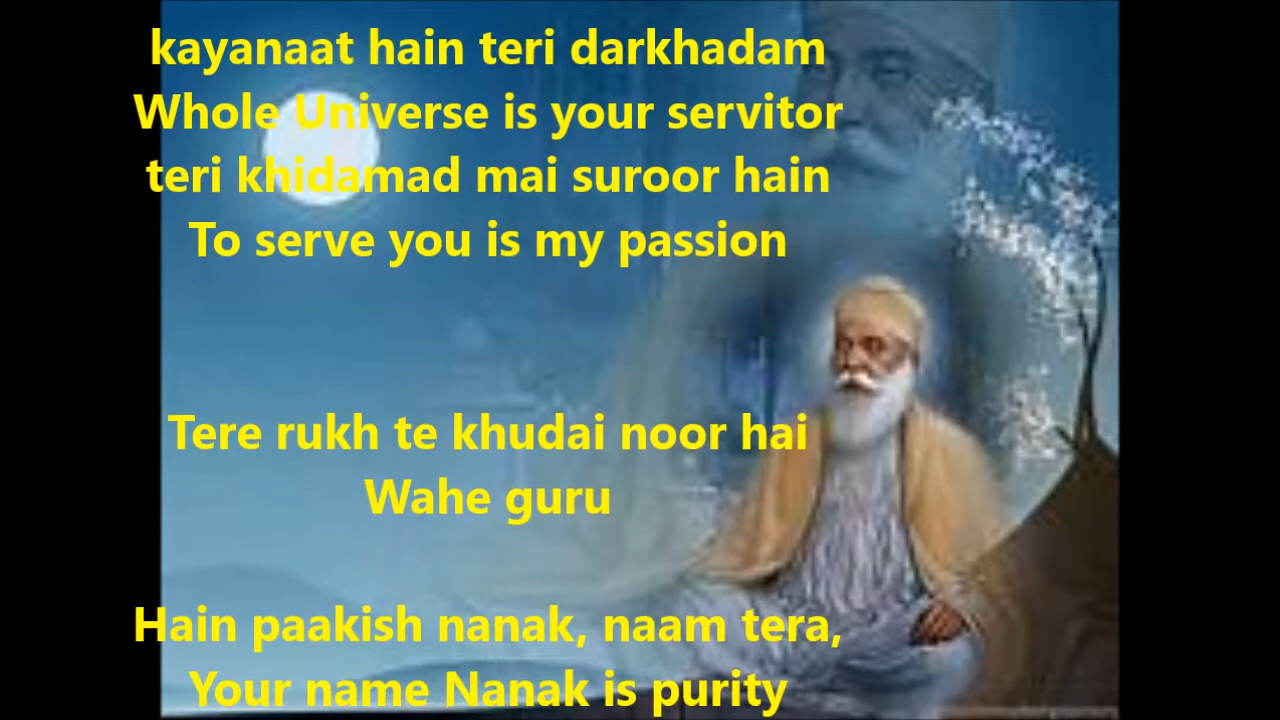 kayanaat hain teri darkhadam
Whole Universe is your servitor
teri khidamad mai suroor hain
To serve you is my passion
Tere rukh te khudai noor hai
Wahe guru
Hain paakish nanak, naam tera,
Your name Nanak is purity